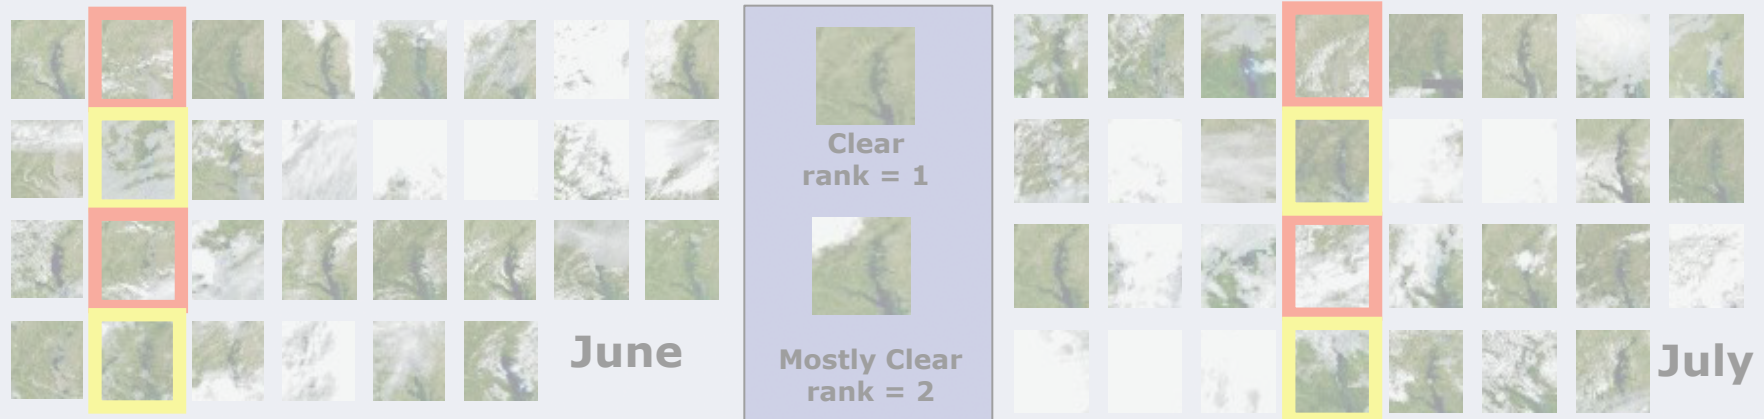 Clear
rank = 1
Mostly Clear
rank = 2
June
July